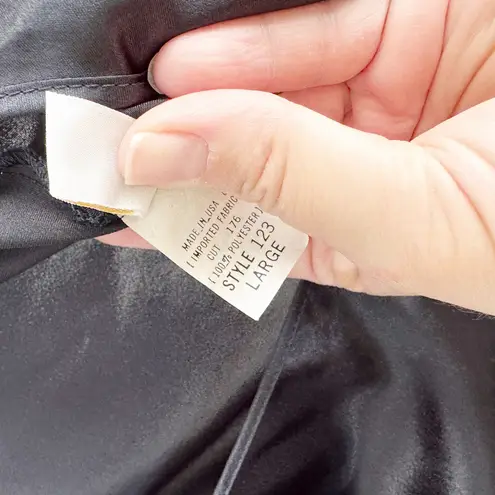 MADE IN USA
( IMPORTED FABRIC
CUT 176
( 100% POLYESTER )
STYLE 123
LARGE